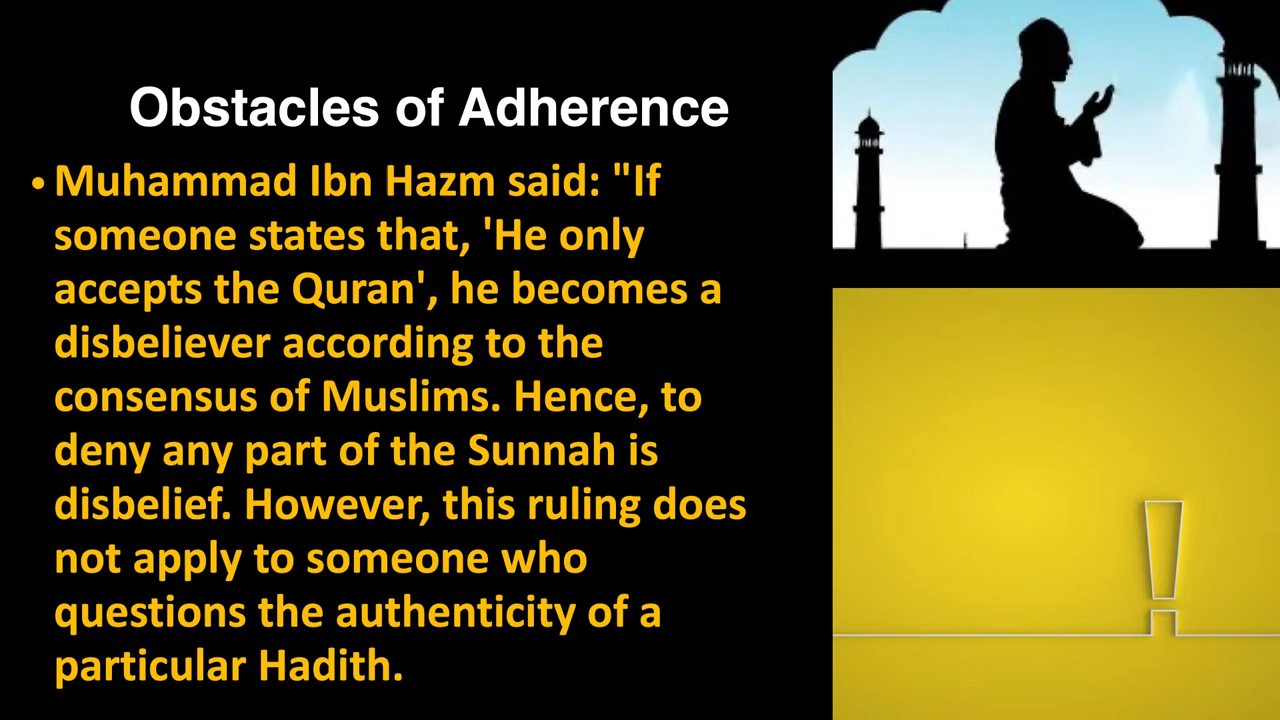 Obstacles of Adherence
• Muhammad Ibn Hazm said: "If
someone states that, 'He only
accepts the Quran', he becomes a
disbeliever according to the
consensus of Muslims. Hence, to
deny any part of the Sunnah is
disbelief. However, this ruling does
not apply to someone who
questions the authenticity of a
particular Hadith.
!